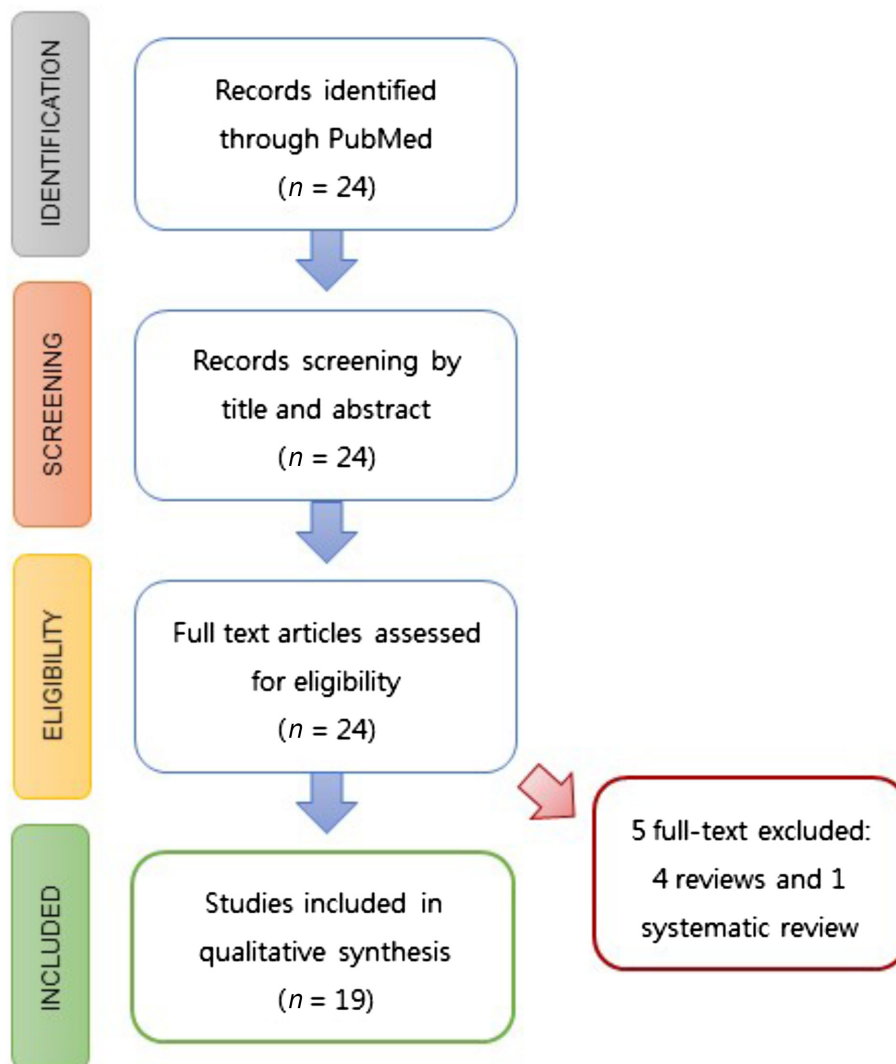 IDENTIFICATION
Records identified
through PubMed
(n = 24)
SCREENING
Records screening by
title and abstract
(n = 24)
ELIGIBILITY
Full text articles assessed
for eligibility
(n = 24)
5 full-text excluded:
4 reviews and 1
systematic review
INCLUDED
Studies included in
qualitative synthesis
(n = 19)